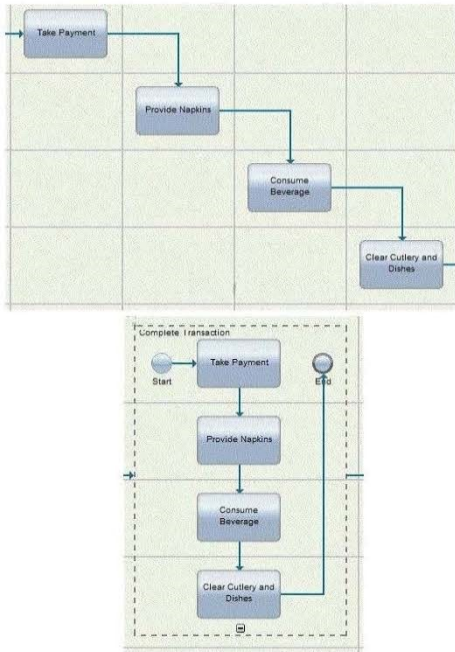 Take Payment
Provide Napkins
Consume
Beverage
Clear Cutlery and
Dishes
Complete Transaction
Take Payment
Start
End
Provide Napkins
Consume
Beverage
Clear Cutlery and
Dishes